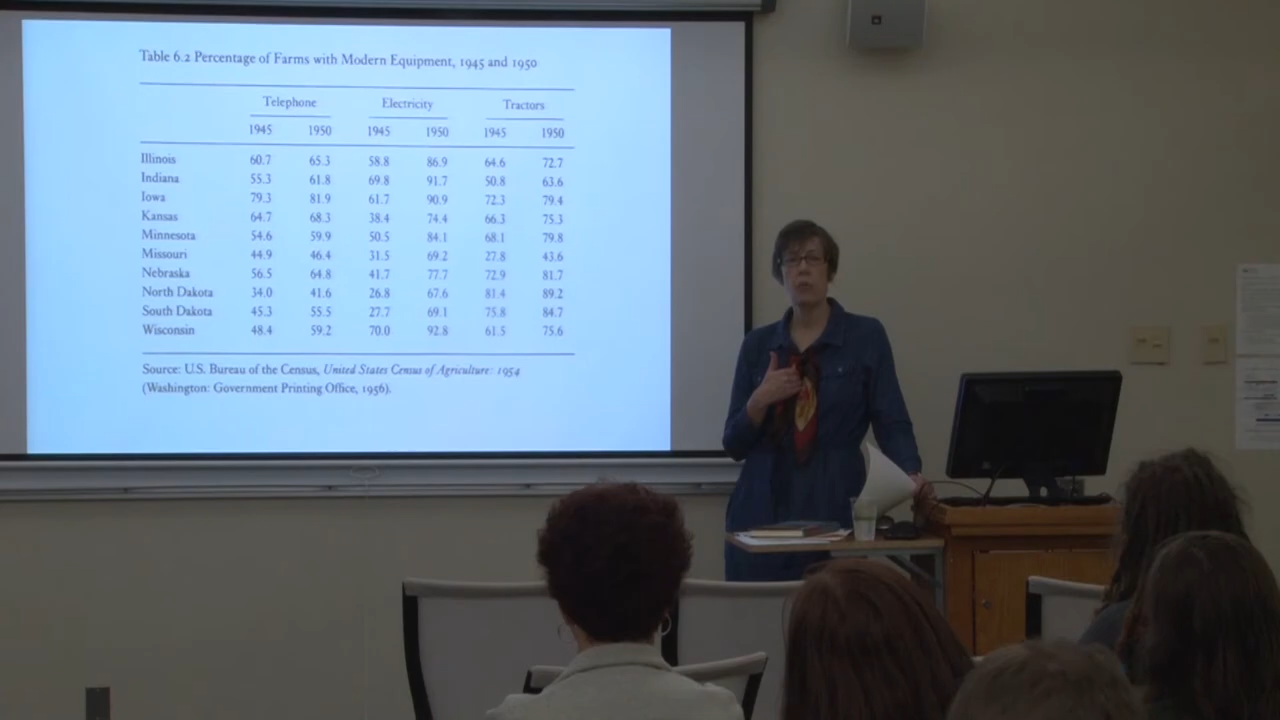 Table 6.2 Percentage of Farms with Modern Equipment, 1945 and 1950
Telephone Electricity Tractors
1945 1950 1945 1950 1945 1950
Illinois 60.7 65.3 58.8 86.9 64.6 72.7
Indiana 55.3 61.8 69.8 91.7 50.8 63.6
Iowa 79.3 81.9 61.7 90.9 72.3 79.4
Kansas 64.7 68.3 38.4 74.4 66.3 75.3
Minnesota 54.6 59.9 50.5 84.1 68.1 79.8
Missouri 44.9 46.4 31.5 69.2 27.8 43.6
Nebraska 56.5 64.8 41.7 77.7 72.9 81.7
North Dakota 34.0 41.6 26.8 67.6 81.4 89.2
South Dakota 45.3 55.5 27.7 69.1 75.8 84.7
Wisconsin 48.4 59.2 70.0 92.8 61.5 75.6
Source: U.S. Bureau of the Census, United States Census of Agriculture: 1954
(Washington: Government Printing Office, 1956).